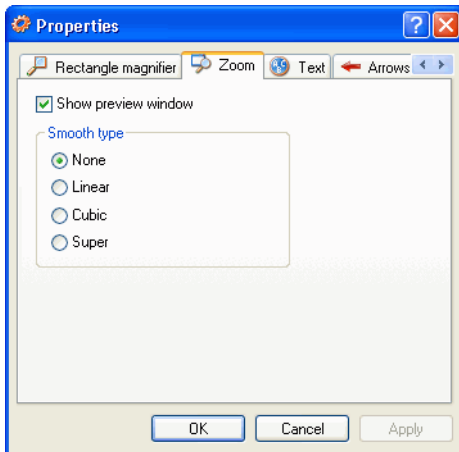 Properties
Rectangle magnifier Zoom Text Arrows
Show preview window
Smooth type
None
Linear
Cubic
Super
OK Cancel Apply